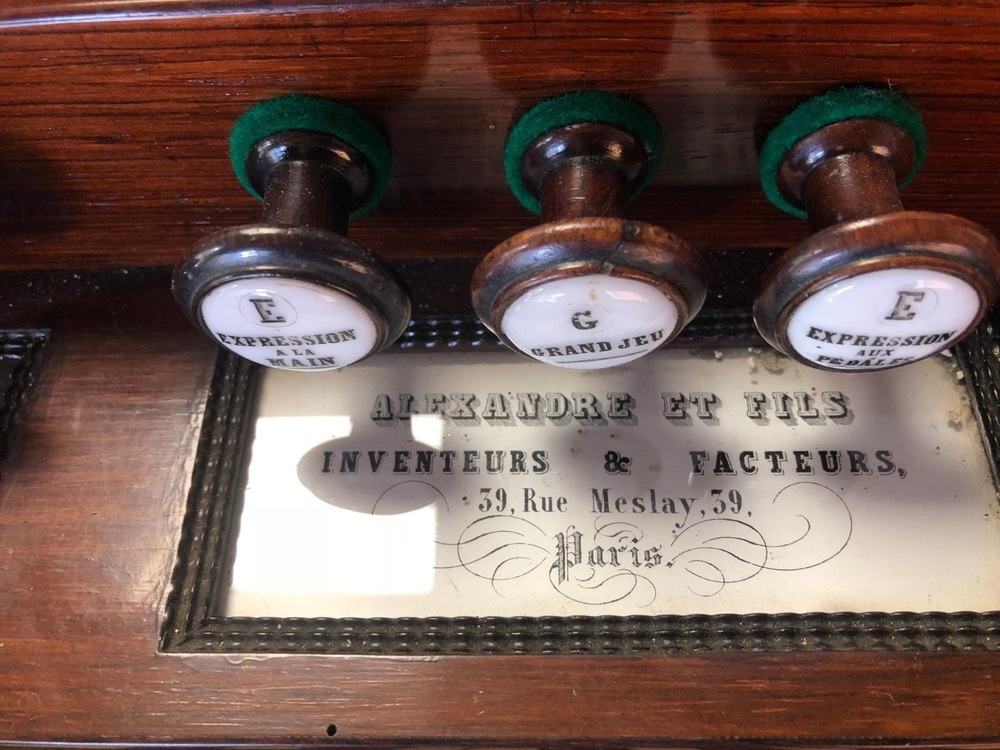 E
EXPRESSION
A LA
MAIN
G
GRAND JEU
E
EXPRESSION
AUX
PÉDALES
ALEXANDRE ET FILS
INVENTEURS & FACTEURS,
39, Rue Meslay, 39,
Paris.